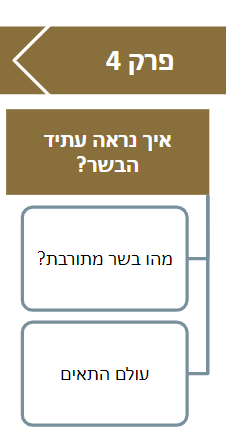 פרק 4
איך נראה עתיד
הבשר?
מהו בשר מתורבת?
עולם התאים